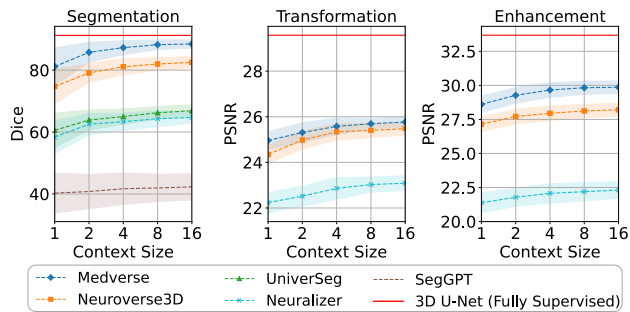 Segmentation
Transformation
Enhancement
Dice
80
60
40
1 2 4 8 16
Context Size
PSNR
28
26
24
22
1 2 4 8 16
Context Size
PSNR
32.5
30.0
27.5
25.0
22.5
20.0
1 2 4 8 16
Context Size
Medverse
UniverSeg
SegGPT
Neuroverse3D
Neuralizer
3D U-Net (Fully Supervised)